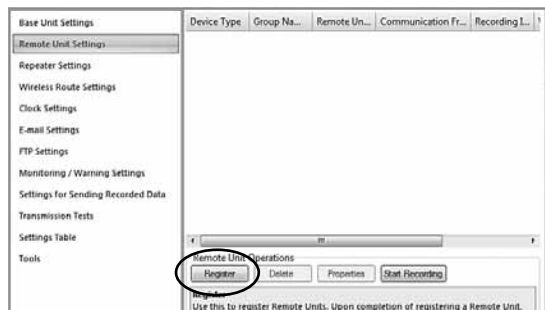 Base Unit Settings
Remote Unit Settings
Repeater Settings
Wireless Route Settings
Clock Settings
E-mail Settings
FTP Settings
Monitoring / Warning Settings
Settings for Sending Recorded Data
Transmission Tests
Settings Table
Tools
Device Type Group Na... Remote Un... Communication Fr... Recording I...
Remote Unit Operations
Register Delete Properties Start Recording
Register
Use this to register Remote Units. Upon completion of registering a Remote Unit,